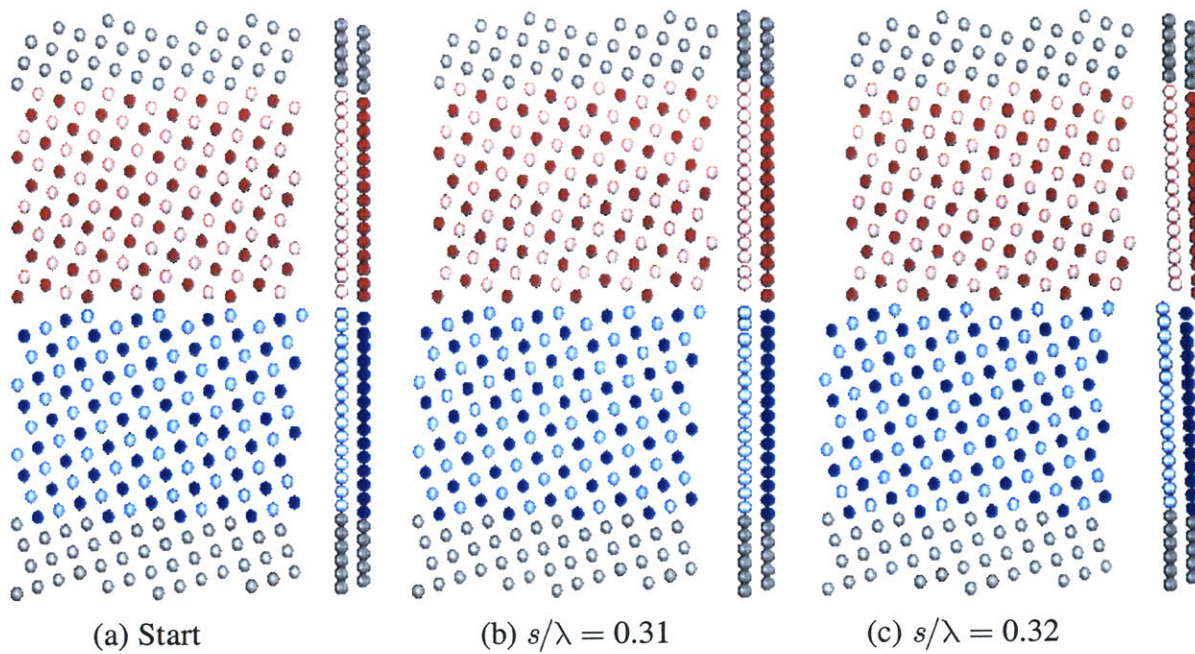 (a) Start
(b) s/λ = 0.31
(c) s/λ = 0.32